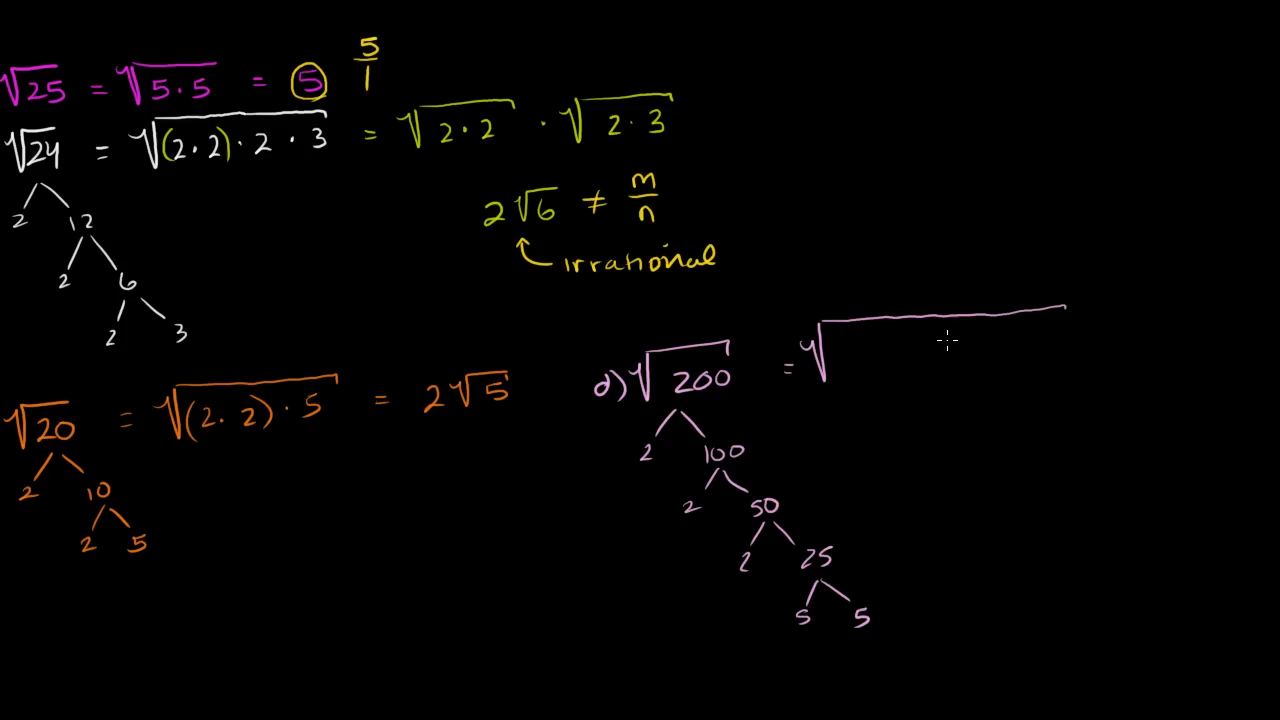 √25 = √5·5 = 5 5/1
√24 = √(2·2)·2·3 = √2·2 · √2·3
2 12
2 6
2 3
2√6 ≠ m/n
irrational
√20 = √(2·2)·5 = 2√5
2 10
2 5
d) √200 = √
2 100
2 50
2 25
5 5